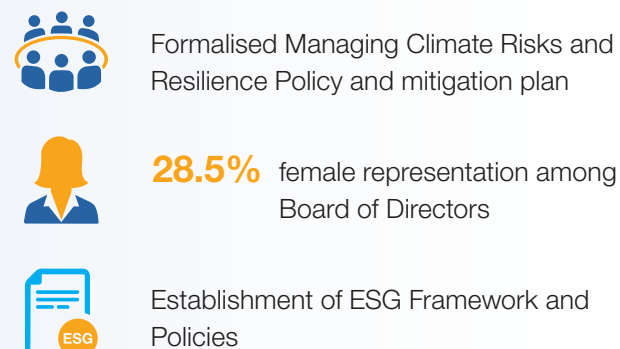 Formalised Managing Climate Risks and
Resilience Policy and mitigation plan
28.5% female representation among
Board of Directors
Establishment of ESG Framework and
Policies
ESG